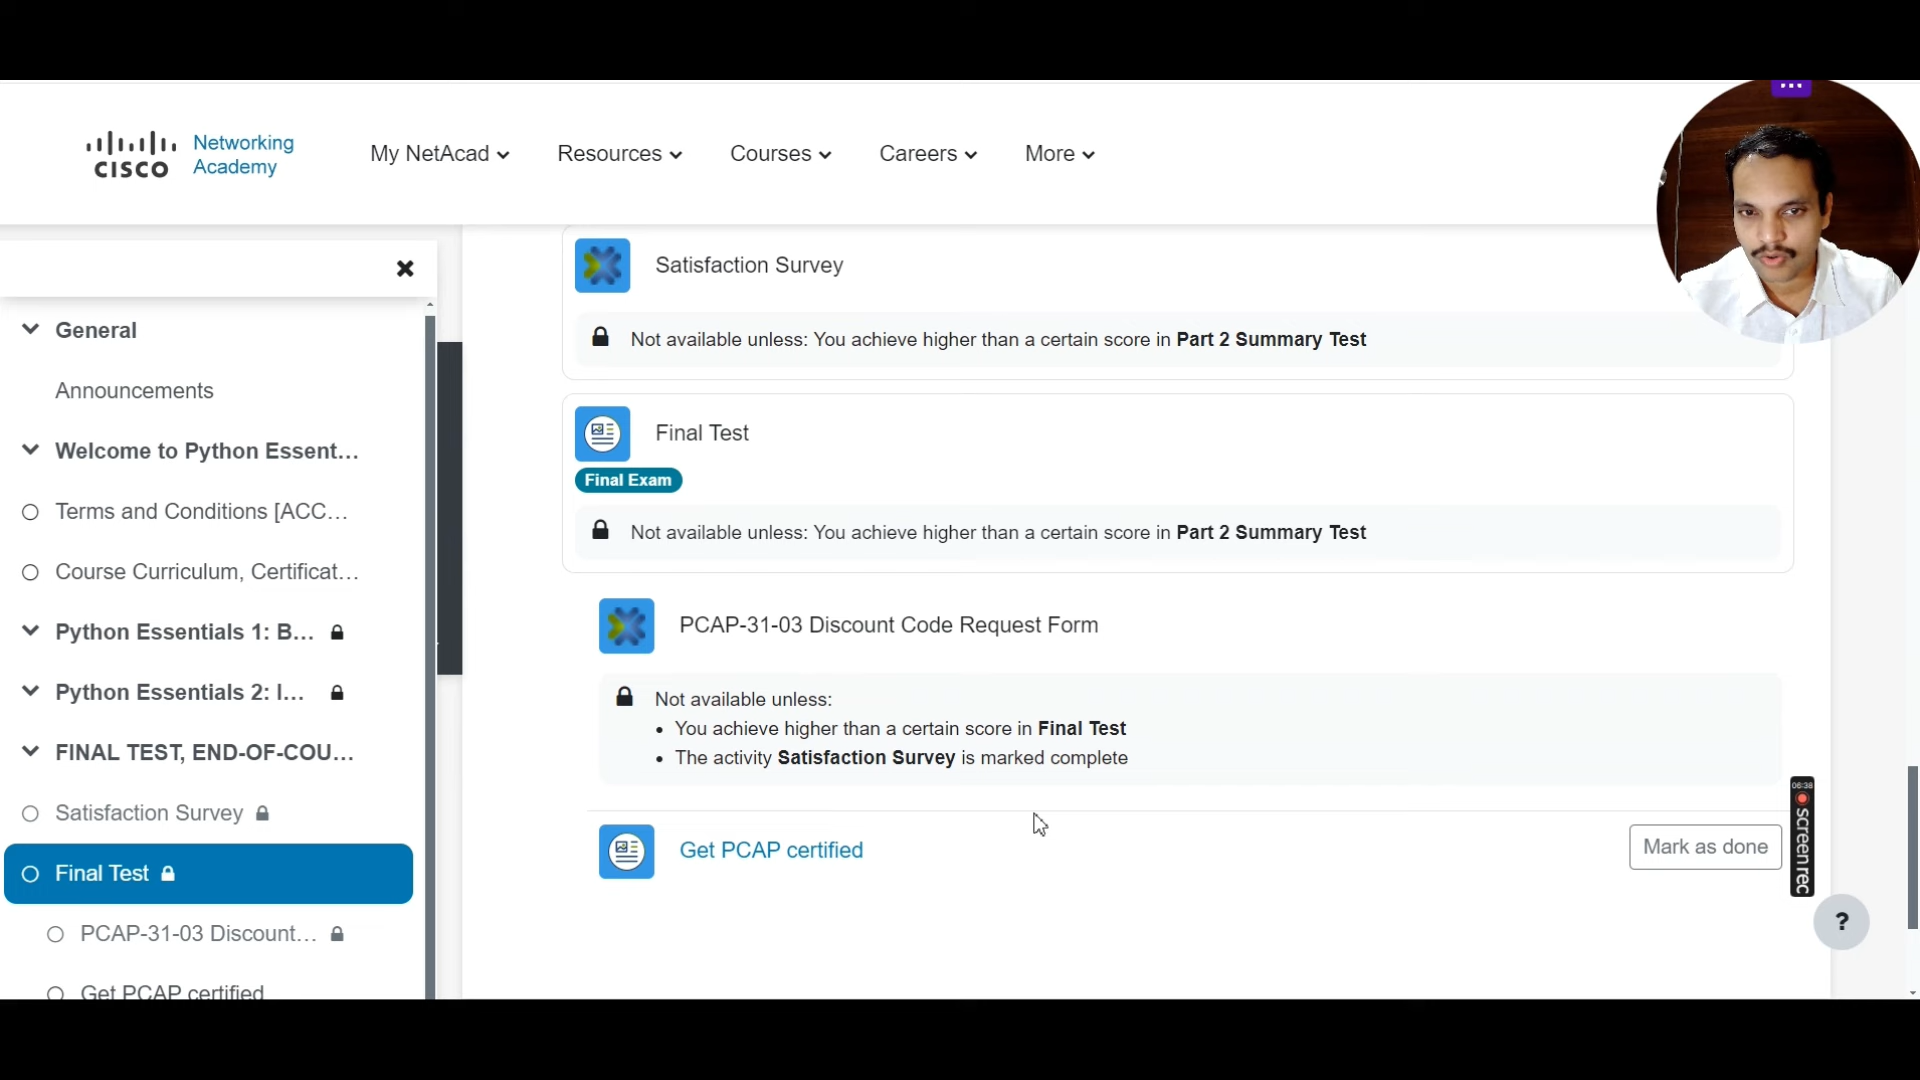 CISCO
Networking
Academy
My NetAcad
Resources
Courses
Careers
More
General
Announcements
Welcome to Python Essent...
Terms and Conditions [ACC...
Course Curriculum, Certificat...
Python Essentials 1: B...
Python Essentials 2: I...
FINAL TEST, END-OF-COU...
Satisfaction Survey
Final Test
PCAP-31-03 Discount...
Get PCAP certified
Satisfaction Survey
Not available unless: You achieve higher than a certain score in Part 2 Summary Test
Final Test
Final Exam
Not available unless: You achieve higher than a certain score in Part 2 Summary Test
PCAP-31-03 Discount Code Request Form
Not available unless:
• You achieve higher than a certain score in Final Test
• The activity Satisfaction Survey is marked complete
Get PCAP certified
Mark as done
06:38
screenrec
?